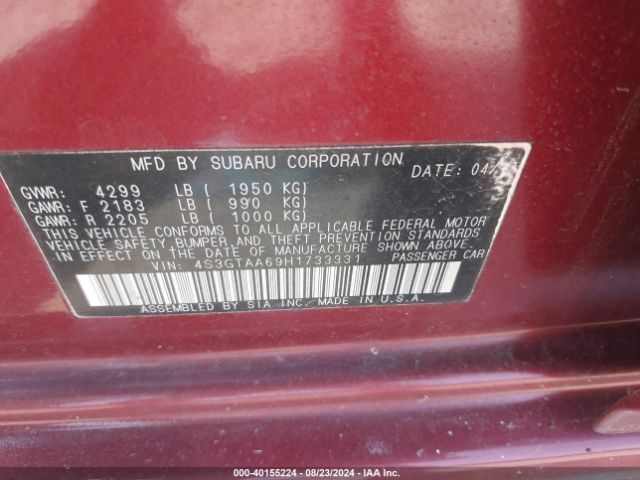 MFD BY SUBARU CORPORATION DATE: 04/
GVWR: 4299 LB ( 1950 KG)
GAWR: F 2183 LB ( 990 KG)
GAWR: R 2205 LB ( 1000 KG)
THIS VEHICLE CONFORMS TO ALL APPLICABLE FEDERAL MOTOR
VEHICLE SAFETY, BUMPER, AND THEFT PREVENTION STANDARDS
IN EFFECT ON THE DATE OF MANUFACTURE SHOWN ABOVE.
VIN: 4S3GTAA69H1733331 PASSENGER CAR
ASSEMBLED BY SIA INC. MADE IN U.S.A.
000-40155224 - 08/23/2024 - IAA Inc.